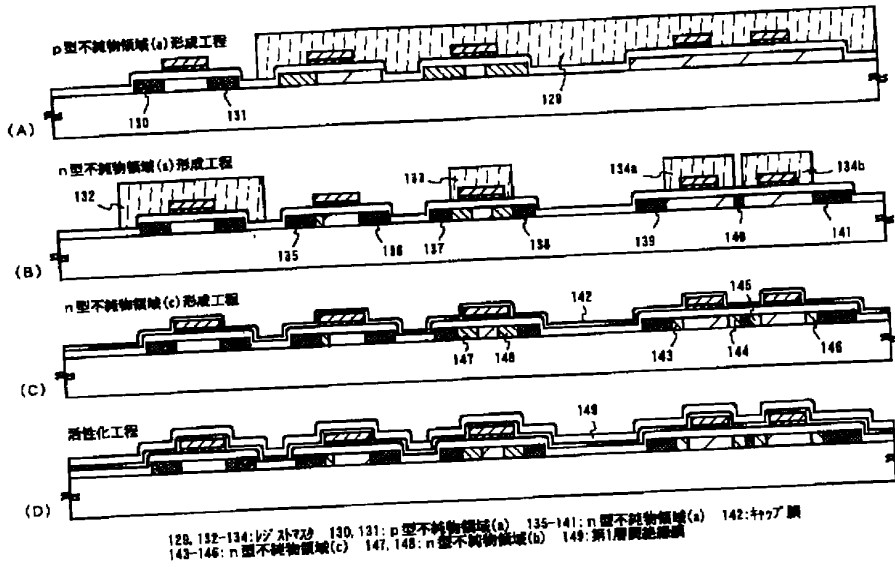 p型不純物領域(a)形成工程
130
131
129
(A)
n型不純物領域(a)形成工程
132
133
134a
134b
135
136
137
138
139
140
141
(B)
n型不純物領域(c)形成工程
142
145
147
148
143
144
146
(C)
活性化工程
149
(D)
129, 132-134:レジストマスク 130, 131:p型不純物領域(a) 135-141:n型不純物領域(a) 142:キャップ膜
143-146:n型不純物領域(c) 147, 148:n型不純物領域(b) 149:第1層間絶縁膜